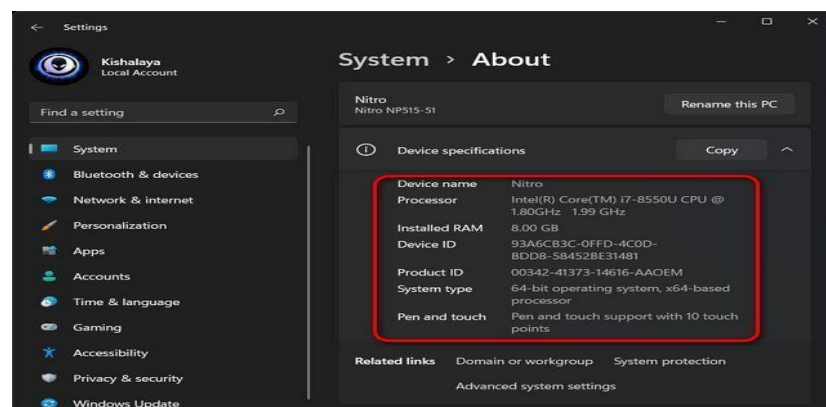 Settings
Kishalaya
Local Account
Find a setting
System
Bluetooth & devices
Network & internet
Personalization
Apps
Accounts
Time & language
Gaming
Accessibility
Privacy & security
Windows Update
System > About
Nitro
Nitro NP515-51
Rename this PC
Device specifications
Copy
Device name Nitro
Processor Intel(R) Core(TM) i7-8550U CPU @
1.80GHz 1.99 GHz
Installed RAM 8.00 GB
Device ID 93A6CB3C-0FFD-4C0D-
BDD8-58452BE31481
Product ID 00342-41373-14616-AAOEM
System type 64-bit operating system, x64-based
processor
Pen and touch Pen and touch support with 10 touch
points
Related links Domain or workgroup System protection
Advanced system settings